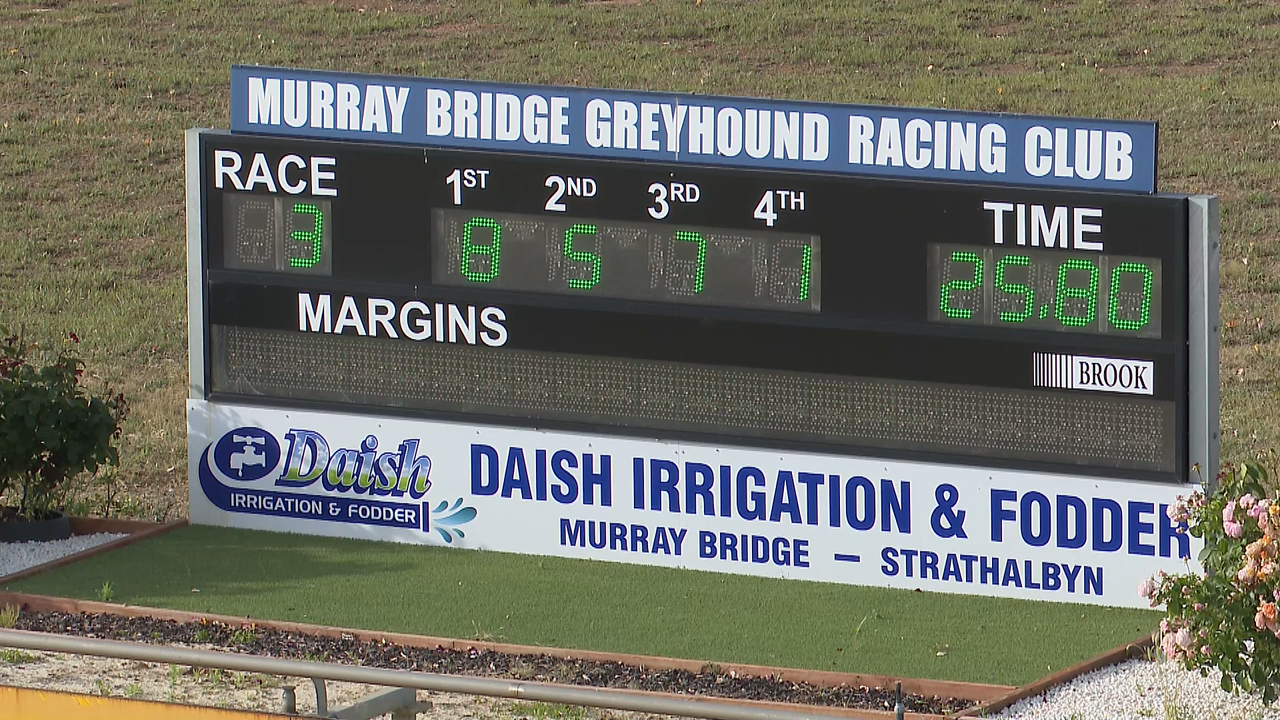 MURRAY BRIDGE GREYHOUND RACING CLUB
RACE 1ST 2ND 3RD 4TH TIME
3 8 5 7 1 25.80
MARGINS
BROOK
Daish
IRRIGATION & FODDER
DAISH IRRIGATION & FODDER
MURRAY BRIDGE — STRATHALBYN